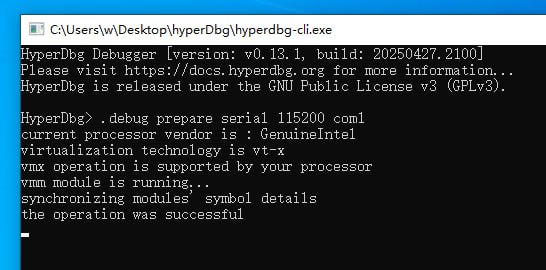 C:\Users\w\Desktop\hyperDbg\hyperdbg-cli.exe
HyperDbg Debugger [version: v0.13.1, build: 20250427.2100]
Please visit https://docs.hyperdbg.org for more information...
HyperDbg is released under the GNU Public License v3 (GPLv3).
HyperDbg> .debug prepare serial 115200 com1
current processor vendor is : GenuineIntel
virtualization technology is vt-x
vmx operation is supported by your processor
vmm module is running...
synchronizing modules' symbol details
the operation was successful